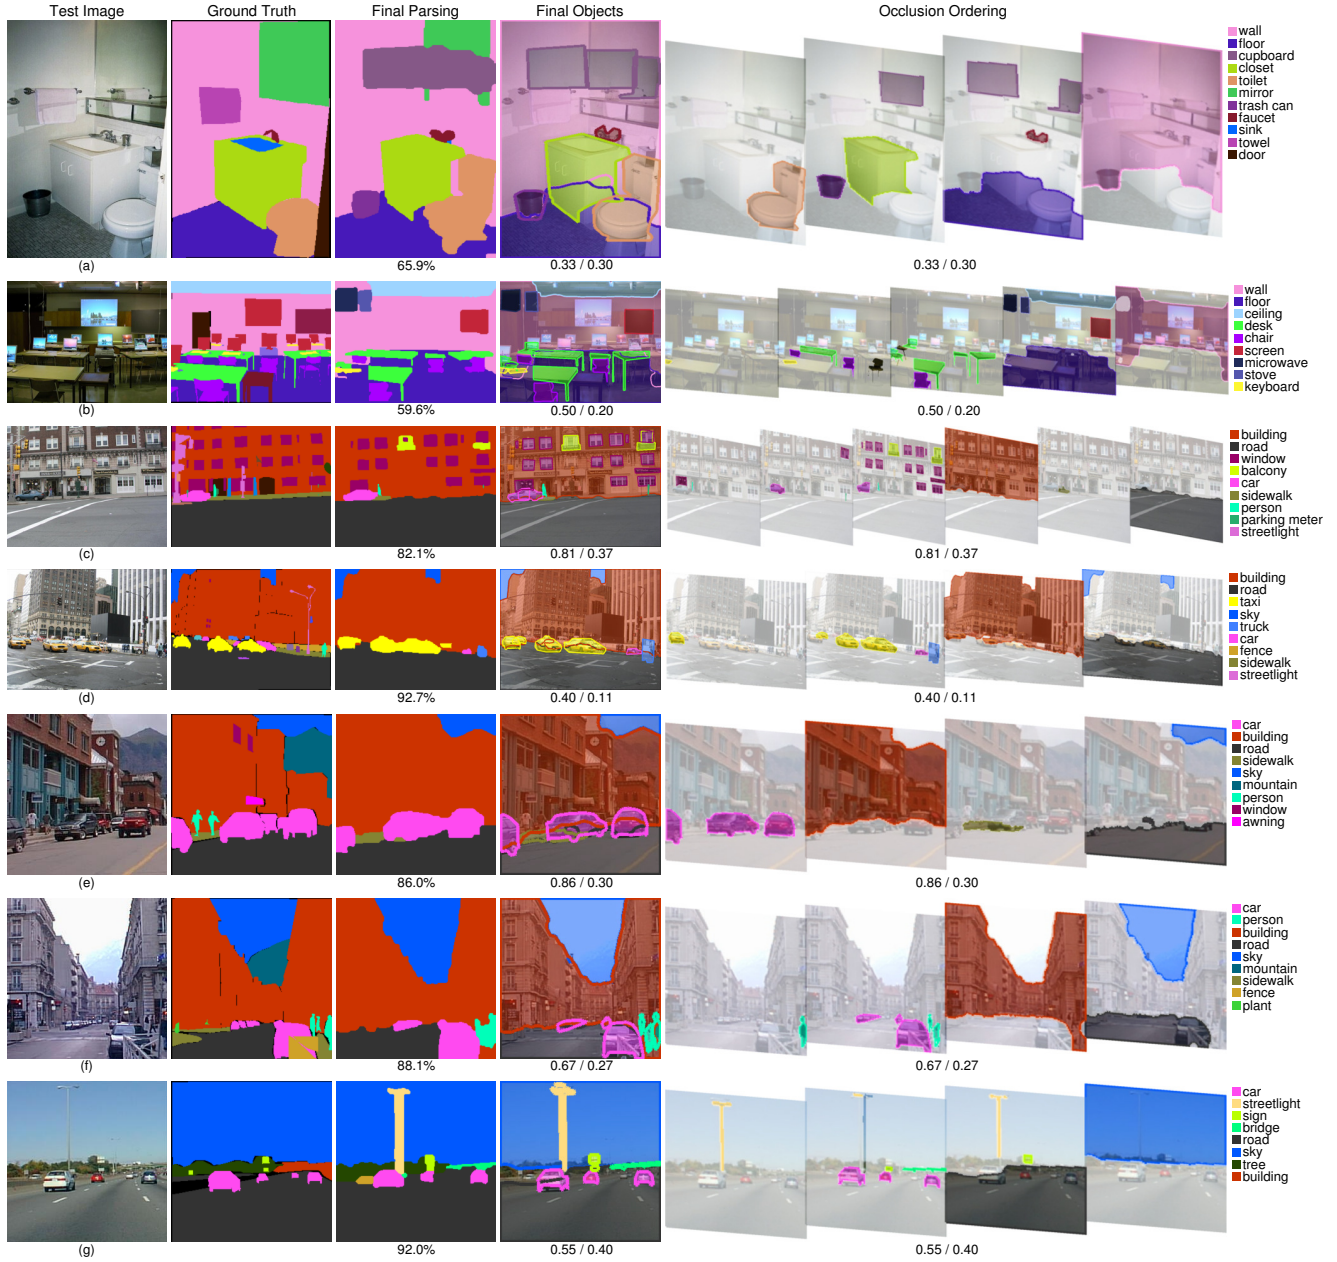 Test Image Ground Truth Final Parsing Final Objects Occlusion Ordering
wall
floor
cupboard
closet
toilet
mirror
trash can
faucet
sink
towel
door
(a) 65.9% 0.33 / 0.30 0.33 / 0.30
wall
floor
ceiling
desk
chair
screen
microwave
stove
keyboard
(b) 59.6% 0.50 / 0.20 0.50 / 0.20
building
road
window
balcony
car
sidewalk
person
parking meter
streetlight
(c) 82.1% 0.81 / 0.37 0.81 / 0.37
building
road
taxi
sky
truck
car
fence
sidewalk
streetlight
(d) 92.7% 0.40 / 0.11 0.40 / 0.11
car
building
road
sidewalk
sky
mountain
person
window
awning
(e) 86.0% 0.86 / 0.30 0.86 / 0.30
car
person
building
road
sky
mountain
sidewalk
fence
plant
(f) 88.1% 0.67 / 0.27 0.67 / 0.27
car
streetlight
sign
bridge
road
sky
tree
building
(g) 92.0% 0.55 / 0.40 0.55 / 0.40